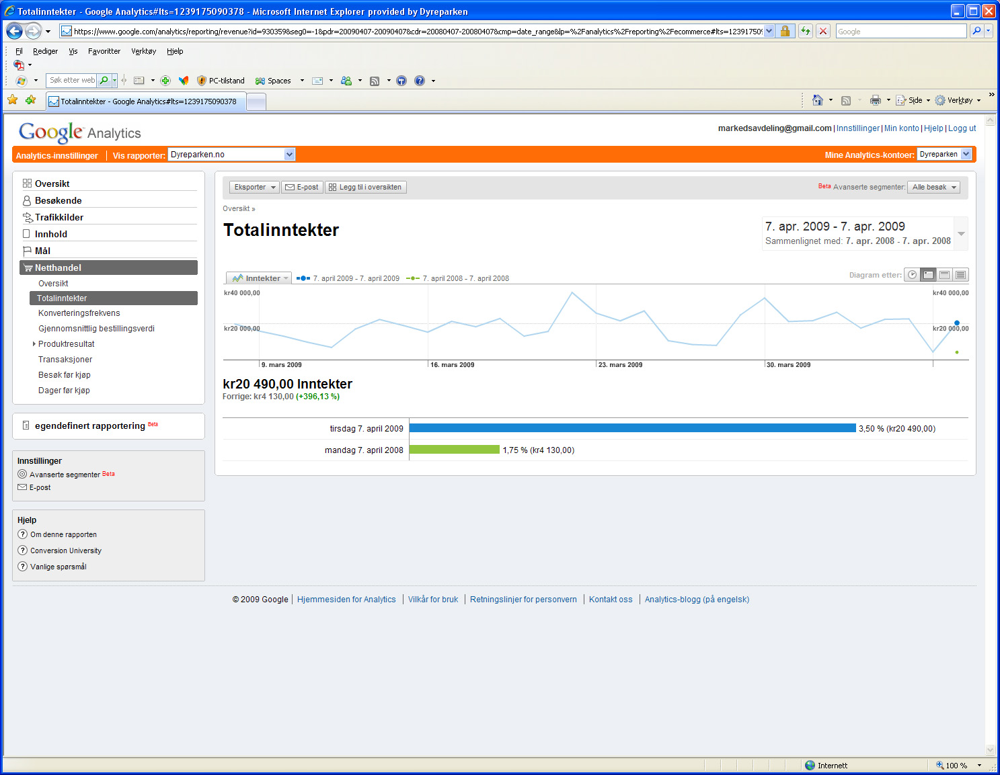 Totalinntekter - Google Analytics#lts=1239175090378 - Microsoft Internet Explorer provided by Dyreparken
https://www.google.com/analytics/reporting/revenue?id=930359&seg0=-1&pdr=20090407-20090407&cdr=20080407-20080407&cmp=date_range&lp=%2Fanalytics%2Freporting%2Fecommerce#lts=12391750 Google
Fil Rediger Vis Favoritter Verktøy Hjelp
Søk etter web PC-tilstand Spaces
Totalinntekter - Google Analytics#lts=1239175090378 Side Verktøy
Google Analytics
markedsavdeling@gmail.com | Innstillinger | Min konto | Hjelp | Logg ut
Analytics-innstillinger Vis rapporter: Dyreparken.no Mine Analytics-kontoer: Dyreparken
Oversikt
Besøkende
Trafikkilder
Innhold
Mål
Netthandel
Oversikt
Totalinntekter
Konverteringsfrekvens
Gjennomsnittlig bestillingsverdi
Produktresultat
Transaksjoner
Besøk før kjøp
Dager før kjøp
egendefinert rapportering Beta
Innstillinger
Avanserte segmenter Beta
E-post
Hjelp
Om denne rapporten
Conversion University
Vanlige spørsmål
Eksporter E-post Legg til i oversikten Beta Avanserte segmenter: Alle besøk
Oversikt »
Totalinntekter
7. apr. 2009 - 7. apr. 2009
Sammenlignet med: 7. apr. 2008 - 7. apr. 2008
Inntekter 7. april 2009 - 7. april 2009 7. april 2008 - 7. april 2008 Diagram etter:
kr40 000,00 kr40 000,00
kr20 000,00 kr20 000,00
9. mars 2009 16. mars 2009 23. mars 2009 30. mars 2009
kr20 490,00 Inntekter
Forrige: kr4 130,00 (+396,13 %)
tirsdag 7. april 2009 3,50 % (kr20 490,00)
mandag 7. april 2008 1,75 % (kr4 130,00)
© 2009 Google | Hjemmesiden for Analytics | Vilkår for bruk | Retningslinjer for personvern | Kontakt oss | Analytics-blogg (på engelsk)
Internett 100 %